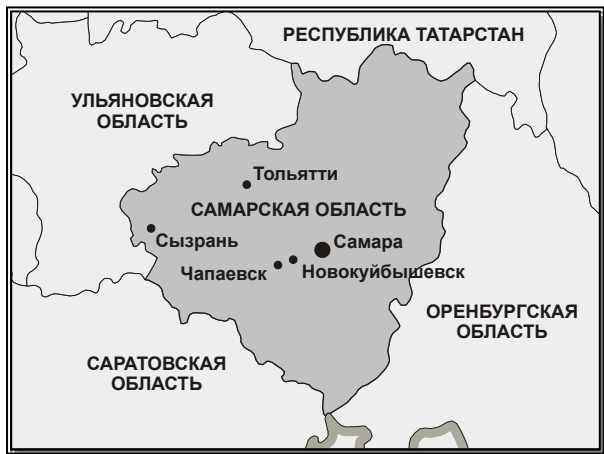 РЕСПУБЛИКА ТАТАРСТАН
УЛЬЯНОВСКАЯ
ОБЛАСТЬ
Тольятти
САМАРСКАЯ ОБЛАСТЬ
Сызрань
Самара
Чапаевск
Новокуйбышевск
ОРЕНБУРГСКАЯ
ОБЛАСТЬ
САРАТОВСКАЯ
ОБЛАСТЬ